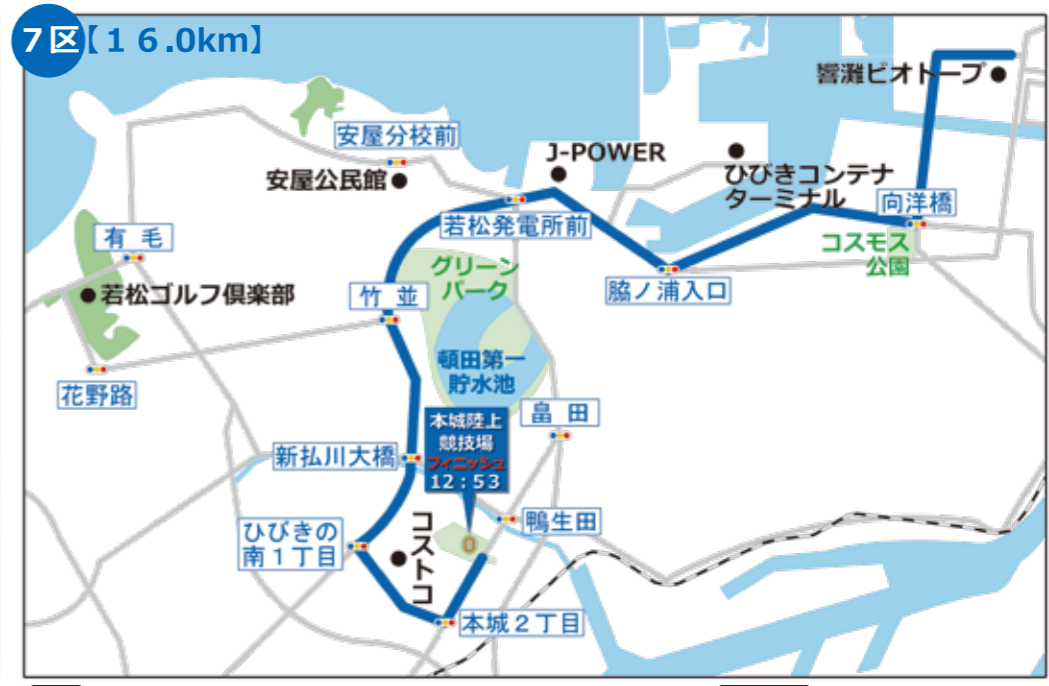 7区【16.0km】
響灘ビオトープ
安屋分校前
J-POWER
安屋公民館
ひびきコンテナ
ターミナル
向洋橋
若松発電所前
有毛
コスモス
公園
グリーン
パーク
若松ゴルフ倶楽部
竹並
脇ノ浦入口
頓田第一
貯水池
花野路
本城陸上
競技場
フィニッシュ
12:53
畠田
新払川大橋
鴨生田
ひびきの
南1丁目
コストコ
本城2丁目